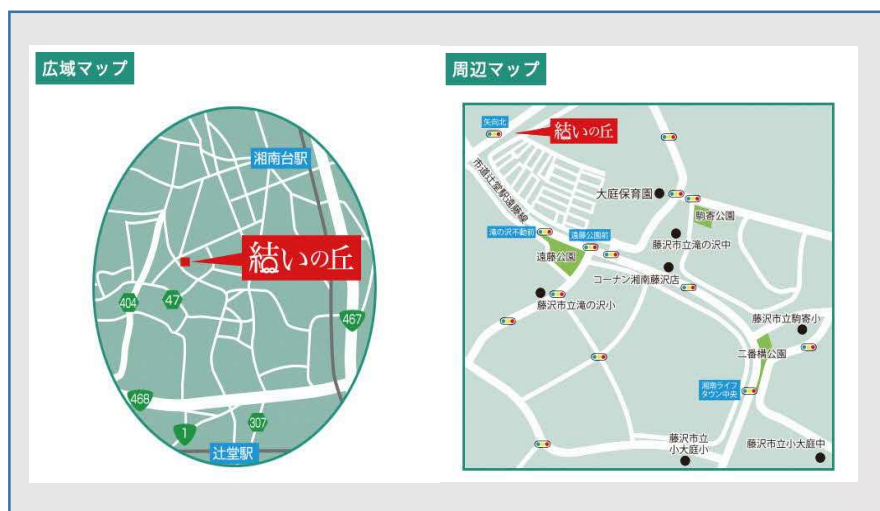 広域マップ
湘南台駅
結いの丘
404
47
467
468
307
1
辻堂駅
周辺マップ
矢向北
結いの丘
市道辻堂駅遠藤線
大庭保育園
駒寄公園
滝の沢不動前
遠藤公園前
藤沢市立滝の沢中
遠藤公園
コーナン湘南藤沢店
藤沢市立滝の沢小
藤沢市立駒寄小
二番構公園
湘南ライフ
タウン中央
藤沢市立
小大庭小
藤沢市立小大庭中